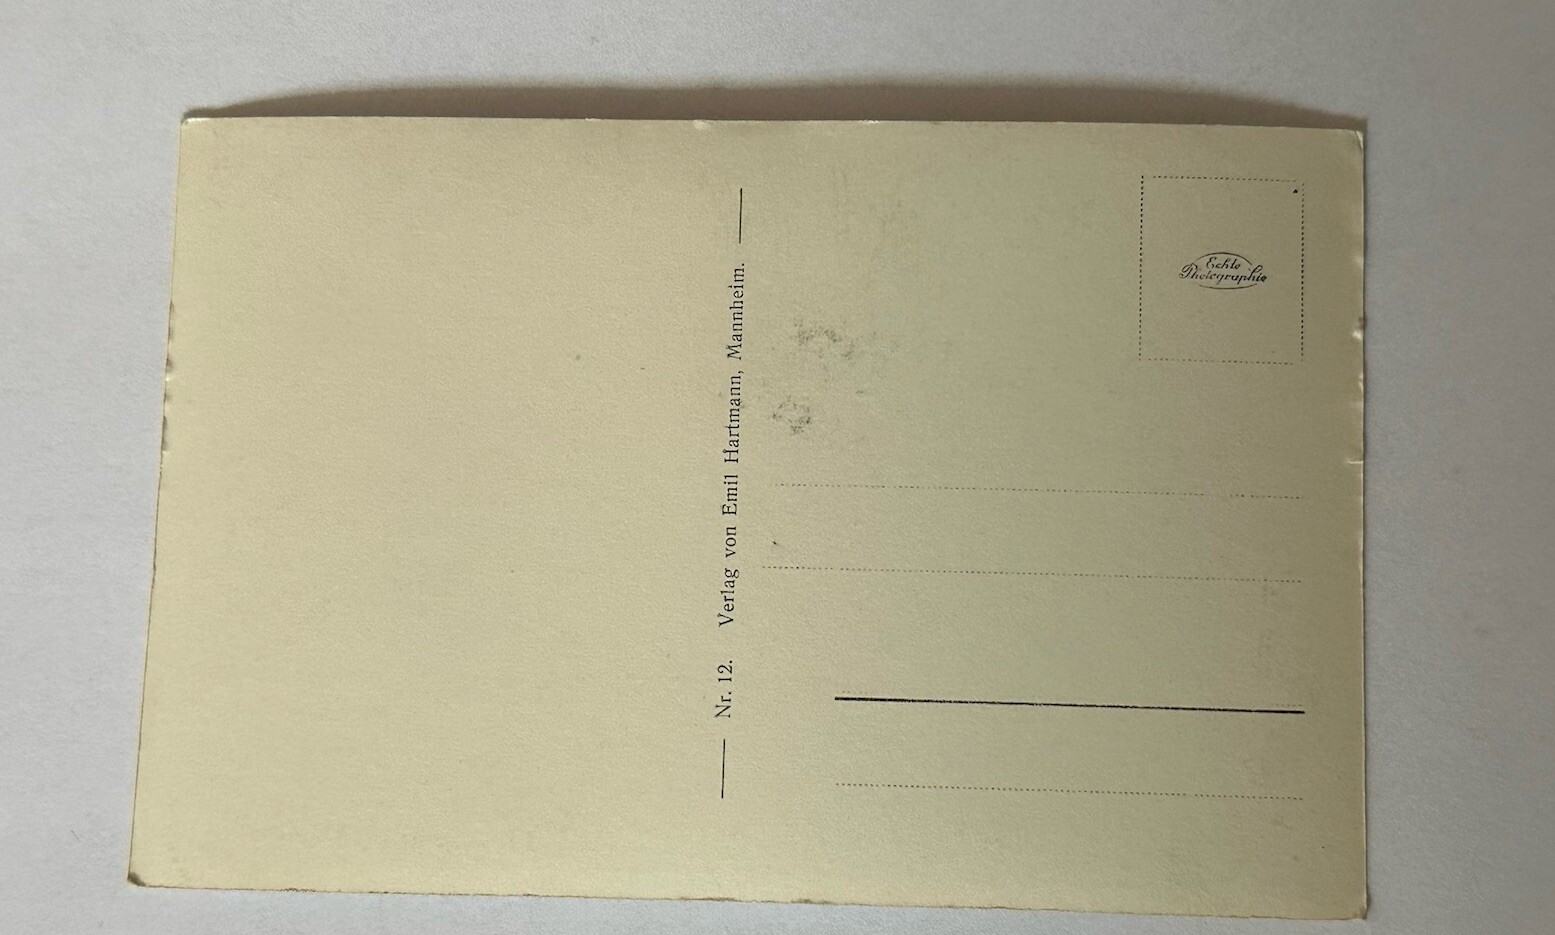 Nr. 12. Verlag von Emil Hartmann, Mannheim.
Echte
Photographie